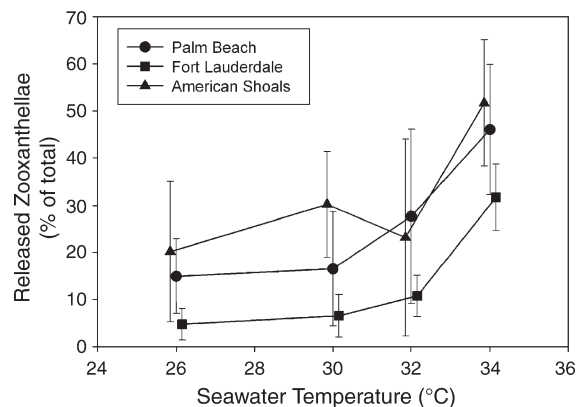 70
60
50
40
30
20
10
0
Released Zooxanthellae
(% of total)
Palm Beach
Fort Lauderdale
American Shoals
24 26 28 30 32 34 36
Seawater Temperature (°C)